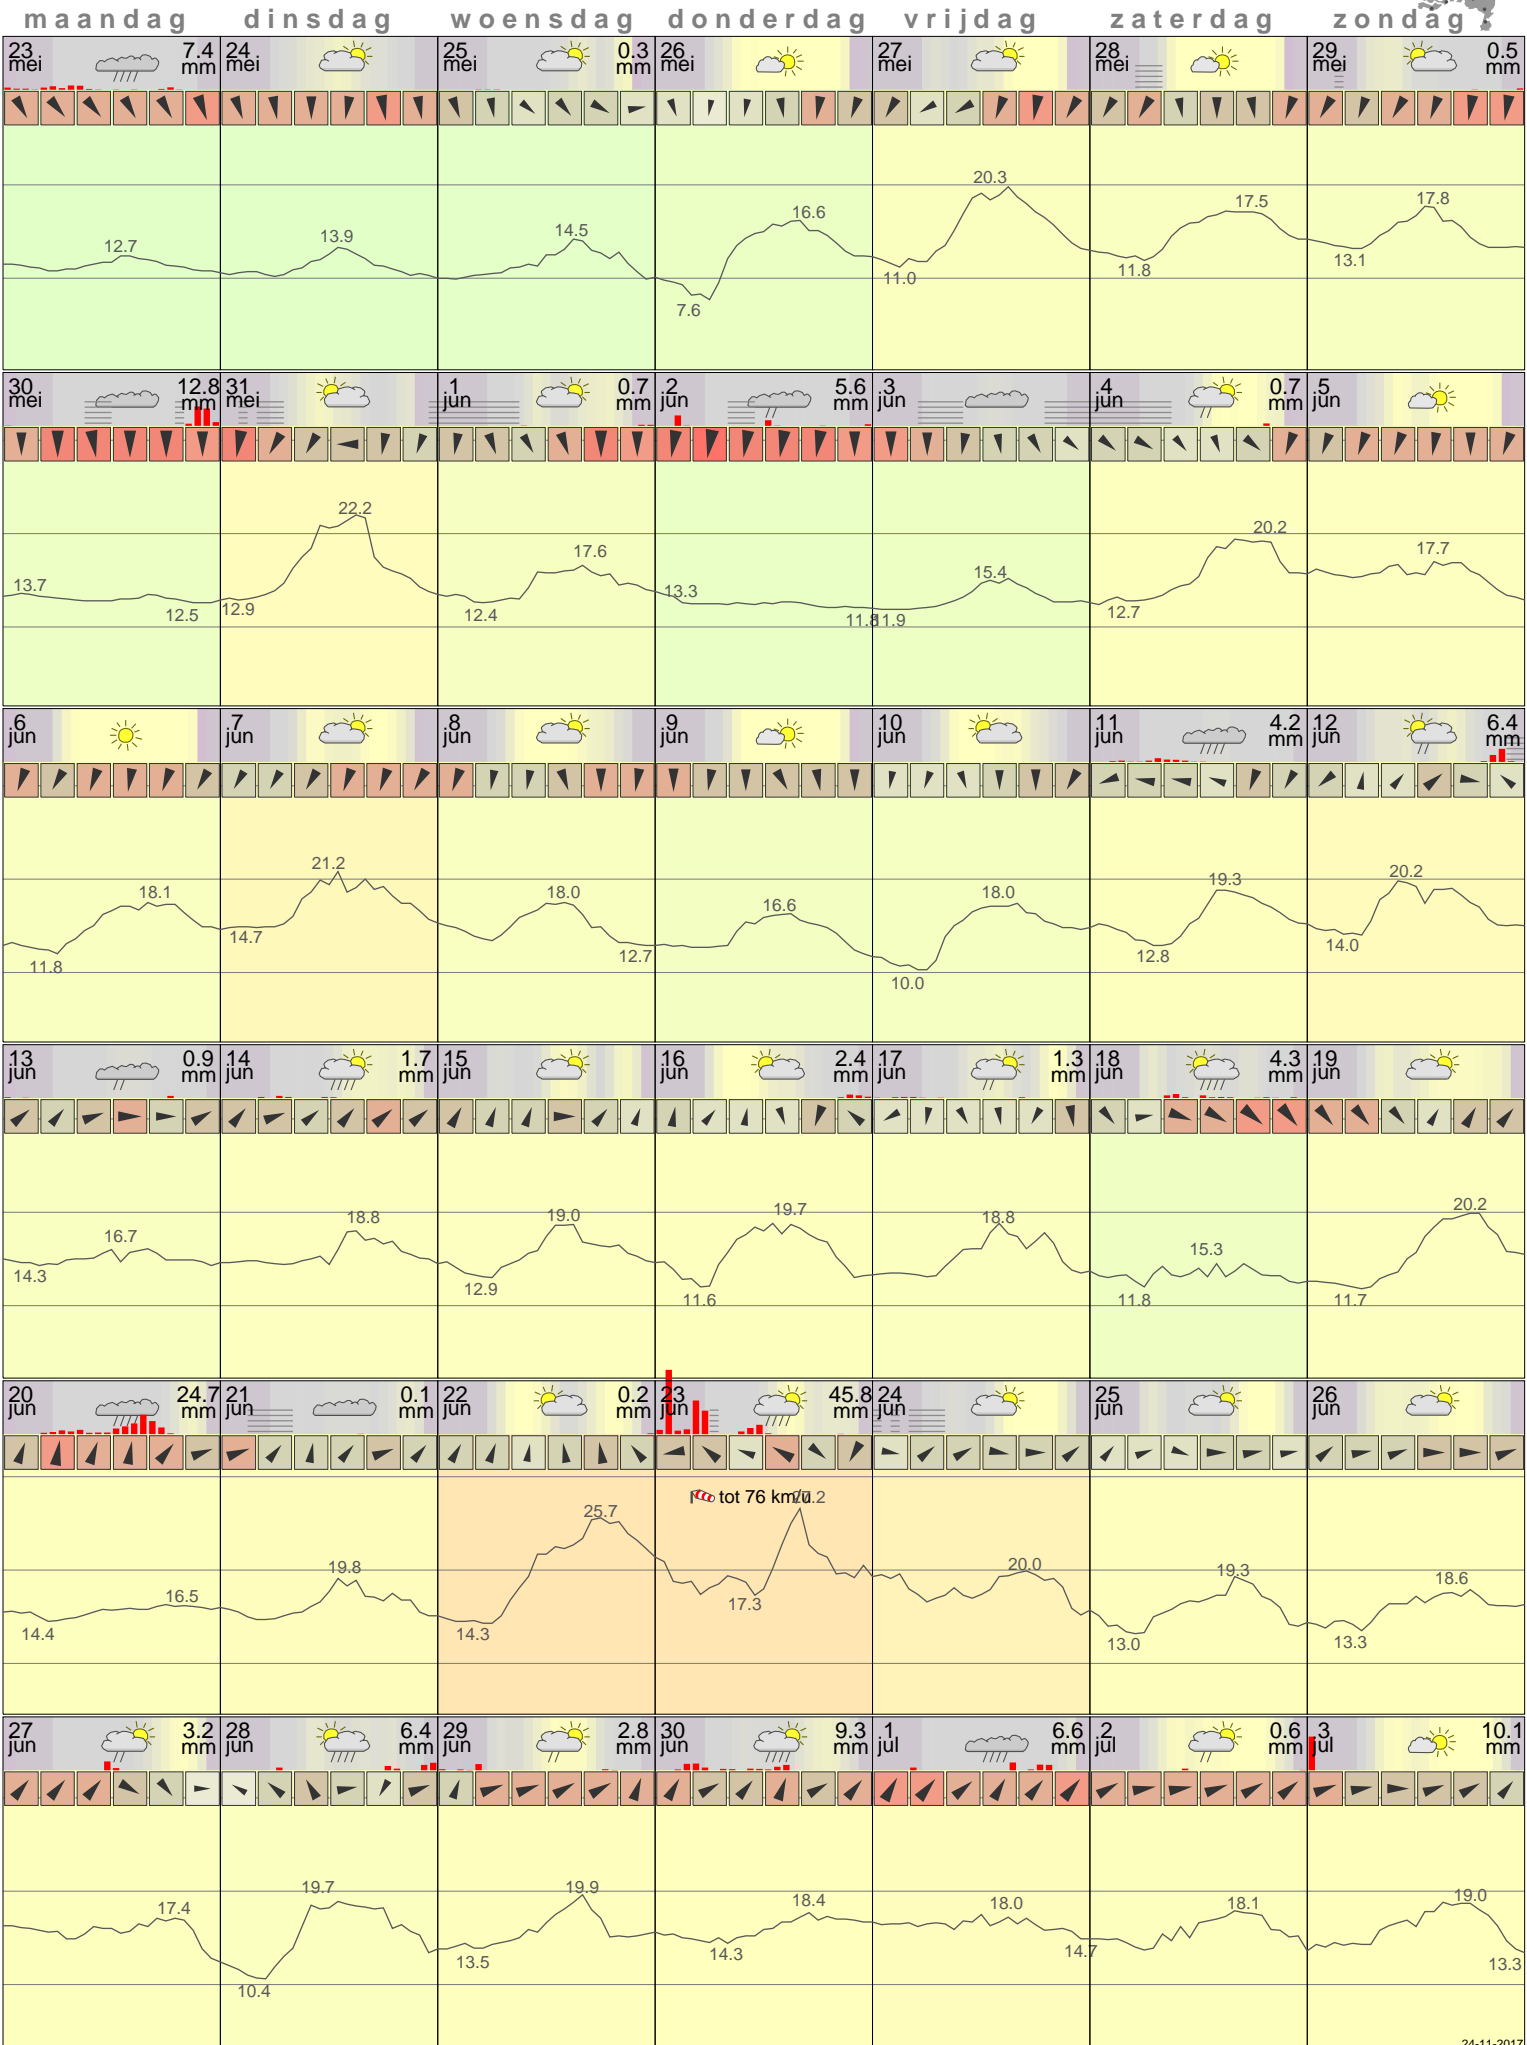 maandag dinsdag woensdag donderdag vrijdag zaterdag zondag
23 7.4 24 25 0.3 26 27 28 29 0.5
mei mm mei mei mm mei mei mei mei mm
20.3
16.6 17.5 17.8
12.7 13.9 14.5
7.6 11.0 11.8 13.1
30 12.8 31 1 0.7 2 5.6 3 4 0.7 5
mei mm mei jun mm jun mm jun jun mm jun
22.2
17.6 20.2 17.7
13.7 15.4
12.5 12.9 12.4 13.3 11.8 11.9 12.7
6 7 8 9 10 11 4.2 12 6.4
jun jun jun jun jun jun mm jun mm
21.2 20.2
18.1 18.0 16.6 18.0 19.3
11.8 14.7 12.7 10.0 12.8 14.0
13 0.9 14 1.7 15 16 2.4 17 1.3 18 4.3 19
jun mm jun mm jun jun mm jun mm jun mm jun
16.7 18.8 19.0 19.7 18.8 15.3 20.2
14.3 12.9 11.6 11.8 11.7
20 24.7 21 0.1 22 0.2 23 45.8 24 25 26
jun mm jun mm jun mm jun mm jun jun jun
tot 76 km/u 27.2
25.7
16.5 19.8 20.0 19.3 18.6
14.4 14.3 17.3 13.0 13.3
27 3.2 28 6.4 29 2.8 30 9.3 1 6.6 2 0.6 3 10.1
jun mm jun mm jun mm jun mm jul mm jul mm jul mm
17.4 19.7 19.9 18.4 18.0 18.1 19.0
10.4 13.5 14.3 14.7 13.3
24-11-2017